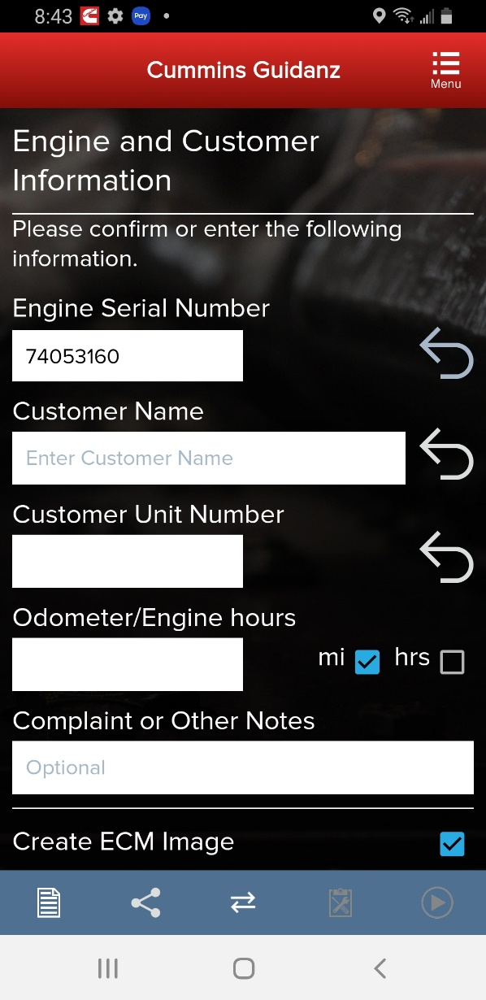 8:43
Pay
Cummins Guidanz
Menu
Engine and Customer
Information
Please confirm or enter the following
information.
Engine Serial Number
74053160
Customer Name
Enter Customer Name
Customer Unit Number
Odometer/Engine hours
mi hrs
Complaint or Other Notes
Optional
Create ECM Image